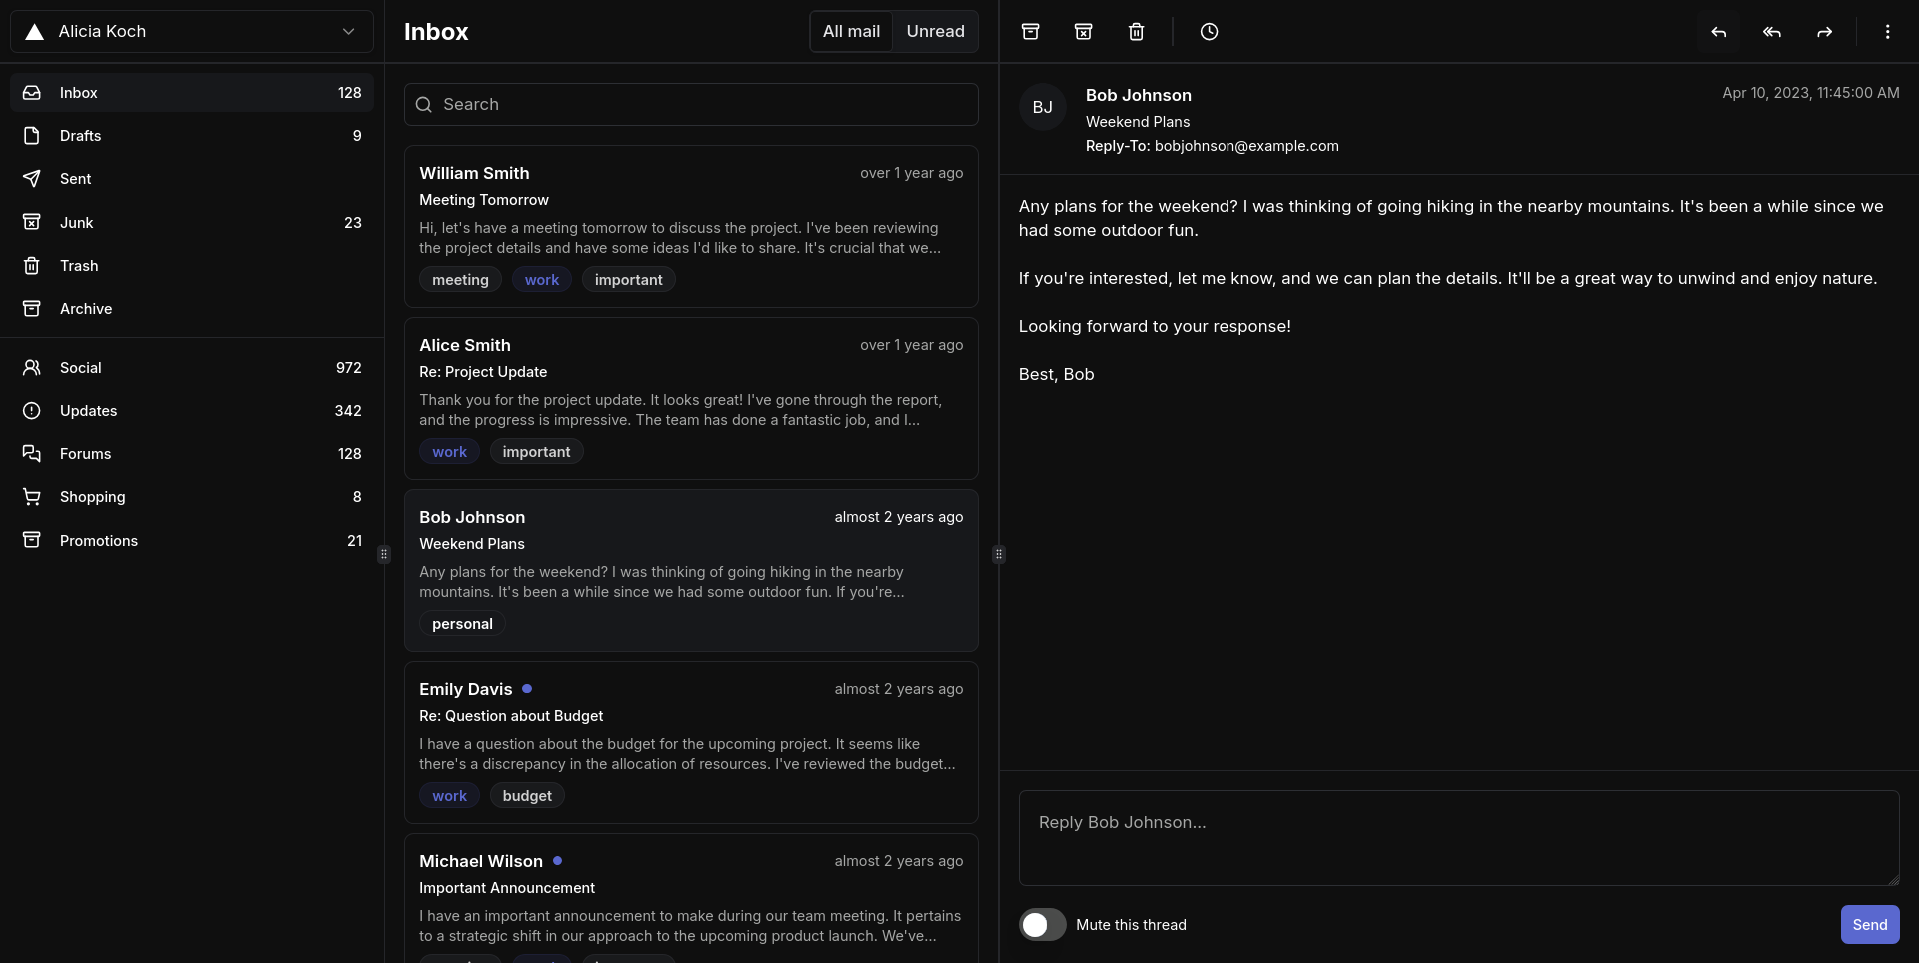 Alicia Koch
Inbox 128
Drafts 9
Sent
Junk 23
Trash
Archive
Social 972
Updates 342
Forums 128
Shopping 8
Promotions 21
Inbox
All mail Unread
Search
William Smith over 1 year ago
Meeting Tomorrow
Hi, let's have a meeting tomorrow to discuss the project. I've been reviewing
the project details and have some ideas I'd like to share. It's crucial that we...
meeting work important
Alice Smith over 1 year ago
Re: Project Update
Thank you for the project update. It looks great! I've gone through the report,
and the progress is impressive. The team has done a fantastic job, and I...
work important
Bob Johnson almost 2 years ago
Weekend Plans
Any plans for the weekend? I was thinking of going hiking in the nearby
mountains. It's been a while since we had some outdoor fun. If you're...
personal
Emily Davis almost 2 years ago
Re: Question about Budget
I have a question about the budget for the upcoming project. It seems like
there's a discrepancy in the allocation of resources. I've reviewed the budget...
work budget
Michael Wilson almost 2 years ago
Important Announcement
I have an important announcement to make during our team meeting. It pertains
to a strategic shift in our approach to the upcoming product launch. We've...
BJ
Bob Johnson Apr 10, 2023, 11:45:00 AM
Weekend Plans
Reply-To: bobjohnson@example.com
Any plans for the weekend? I was thinking of going hiking in the nearby mountains. It's been a while since we
had some outdoor fun.
If you're interested, let me know, and we can plan the details. It'll be a great way to unwind and enjoy nature.
Looking forward to your response!
Best, Bob
Reply Bob Johnson...
Mute this thread Send